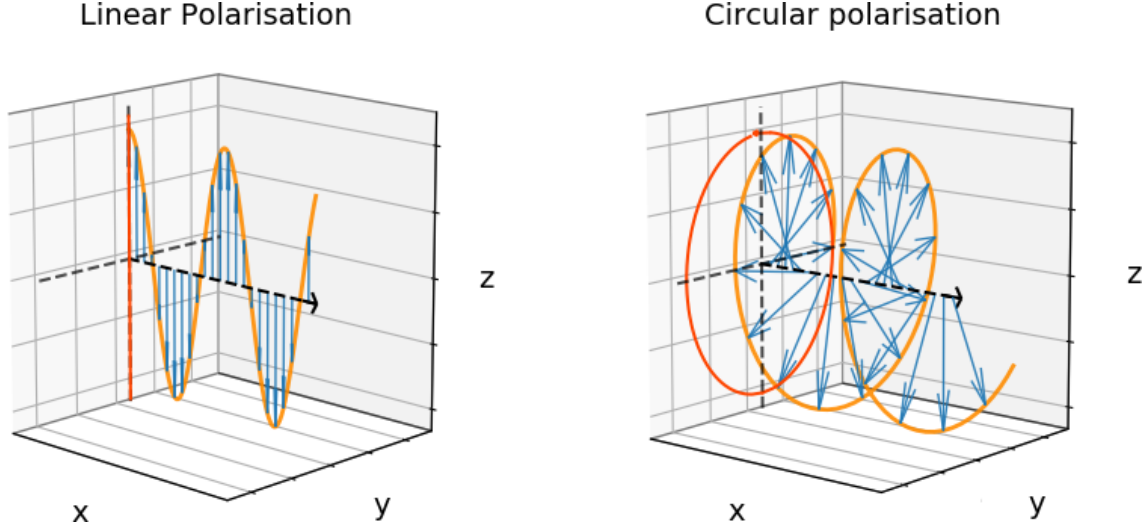 Linear Polarisation
Circular polarisation
z
x
y
z
x
y